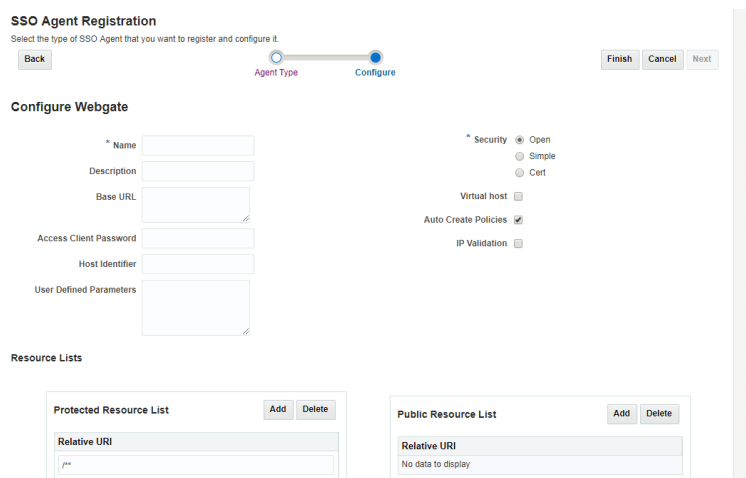 SSO Agent Registration
Select the type of SSO Agent that you want to register and configure it.
Back
Agent Type
Configure
Finish
Cancel
Next
Configure Webgate
* Name
Description
Base URL
Access Client Password
Host Identifier
User Defined Parameters
* Security
Open
Simple
Cert
Virtual host
Auto Create Policies
IP Validation
Resource Lists
Protected Resource List
Add
Delete
Relative URI
/**
Public Resource List
Add
Delete
Relative URI
No data to display